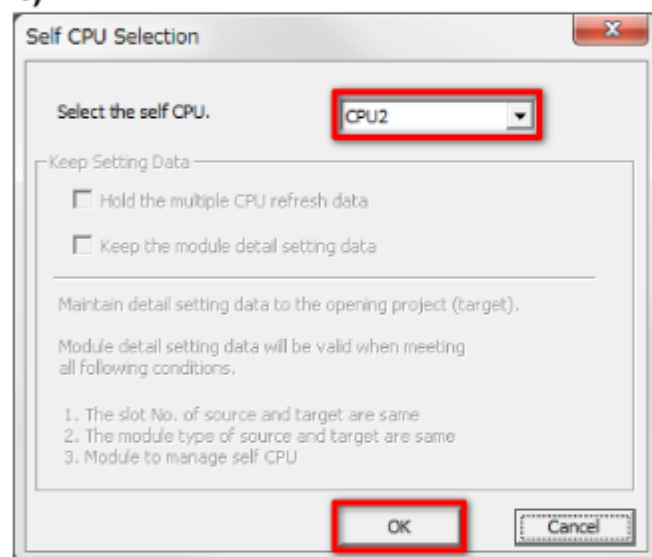 Self CPU Selection
Select the self CPU.
CPU2
Keep Setting Data
Hold the multiple CPU refresh data
Keep the module detail setting data
Maintain detail setting data to the opening project (target).
Module detail setting data will be valid when meeting
all following conditions.
1. The slot No. of source and target are same
2. The module type of source and target are same
3. Module to manage self CPU
OK
Cancel